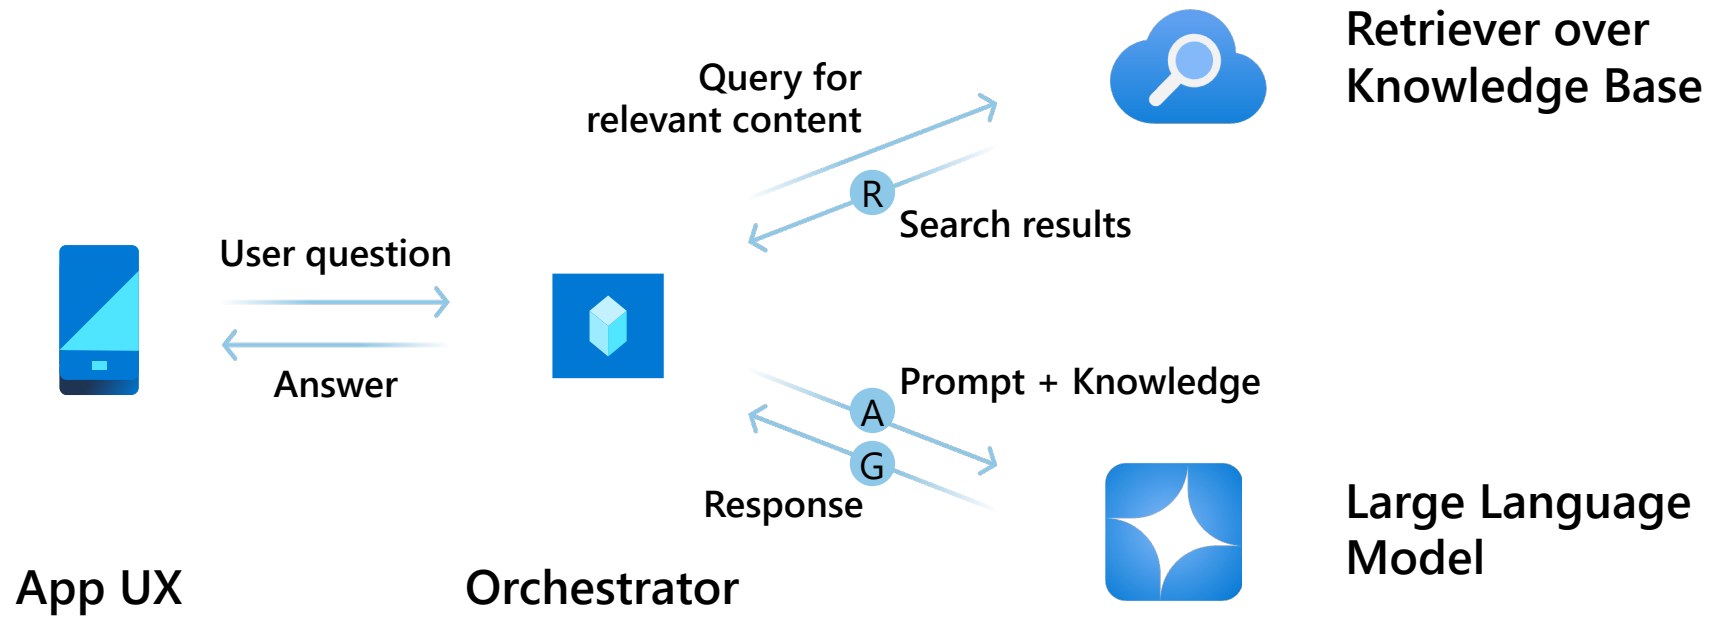 Retriever over
Knowledge Base
Query for
relevant content
R
Search results
User question
Answer
Prompt + Knowledge
A
G
Response
Large Language
Model
App UX
Orchestrator